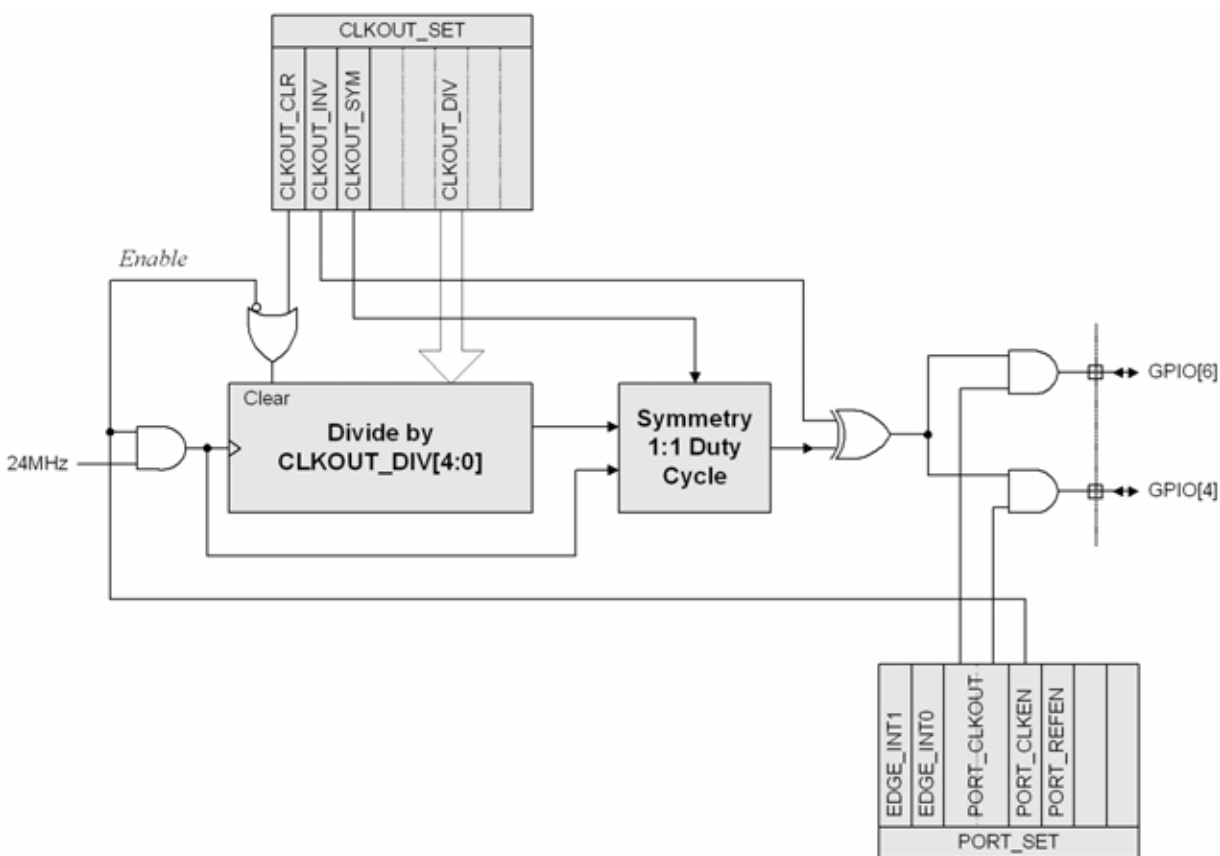 CLKOUT_SET
CLKOUT_CLR
CLKOUT_INV
CLKOUT_SYM
CLKOUT_DIV
Enable
Clear
Divide by
CLKOUT_DIV[4:0]
Symmetry
1:1 Duty
Cycle
24MHz
GPIO[6]
GPIO[4]
EDGE_INT1
EDGE_INT0
PORT_CLKOUT
PORT_CLKEN
PORT_REFEN
PORT_SET